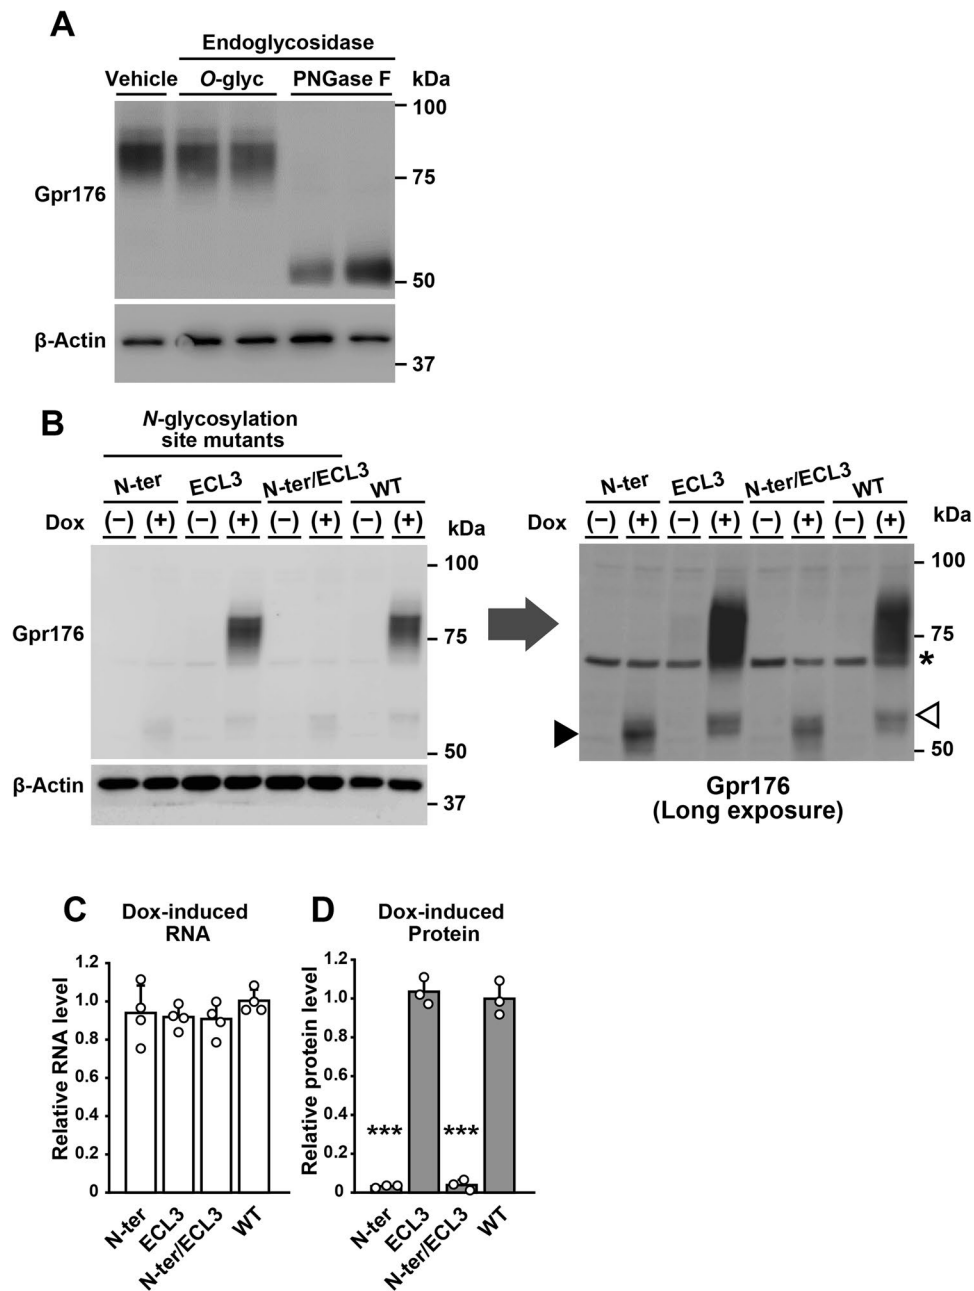 A
Endoglycosidase
Vehicle O-glyc PNGase F kDa
100
75
Gpr176
50
β-Actin
37
B
N-glycosylation
site mutants
N-ter ECL3 N-ter/ECL3 WT
Dox (−) (+) (−) (+) (−) (+) (−) (+) kDa
100
Gpr176
75
50
β-Actin
37
N-ter ECL3 N-ter/ECL3 WT
Dox (−) (+) (−) (+) (−) (+) (−) (+) kDa
100
75
*
50
Gpr176
(Long exposure)
C
Dox-induced
RNA
Relative RNA level
1.2
1.0
0.8
0.6
0.4
0.2
0
N-ter ECL3 N-ter/ECL3 WT
D
Dox-induced
Protein
Relative protein level
1.2
1.0
0.8
0.6
0.4
0.2
0
*** ***
N-ter ECL3 N-ter/ECL3 WT